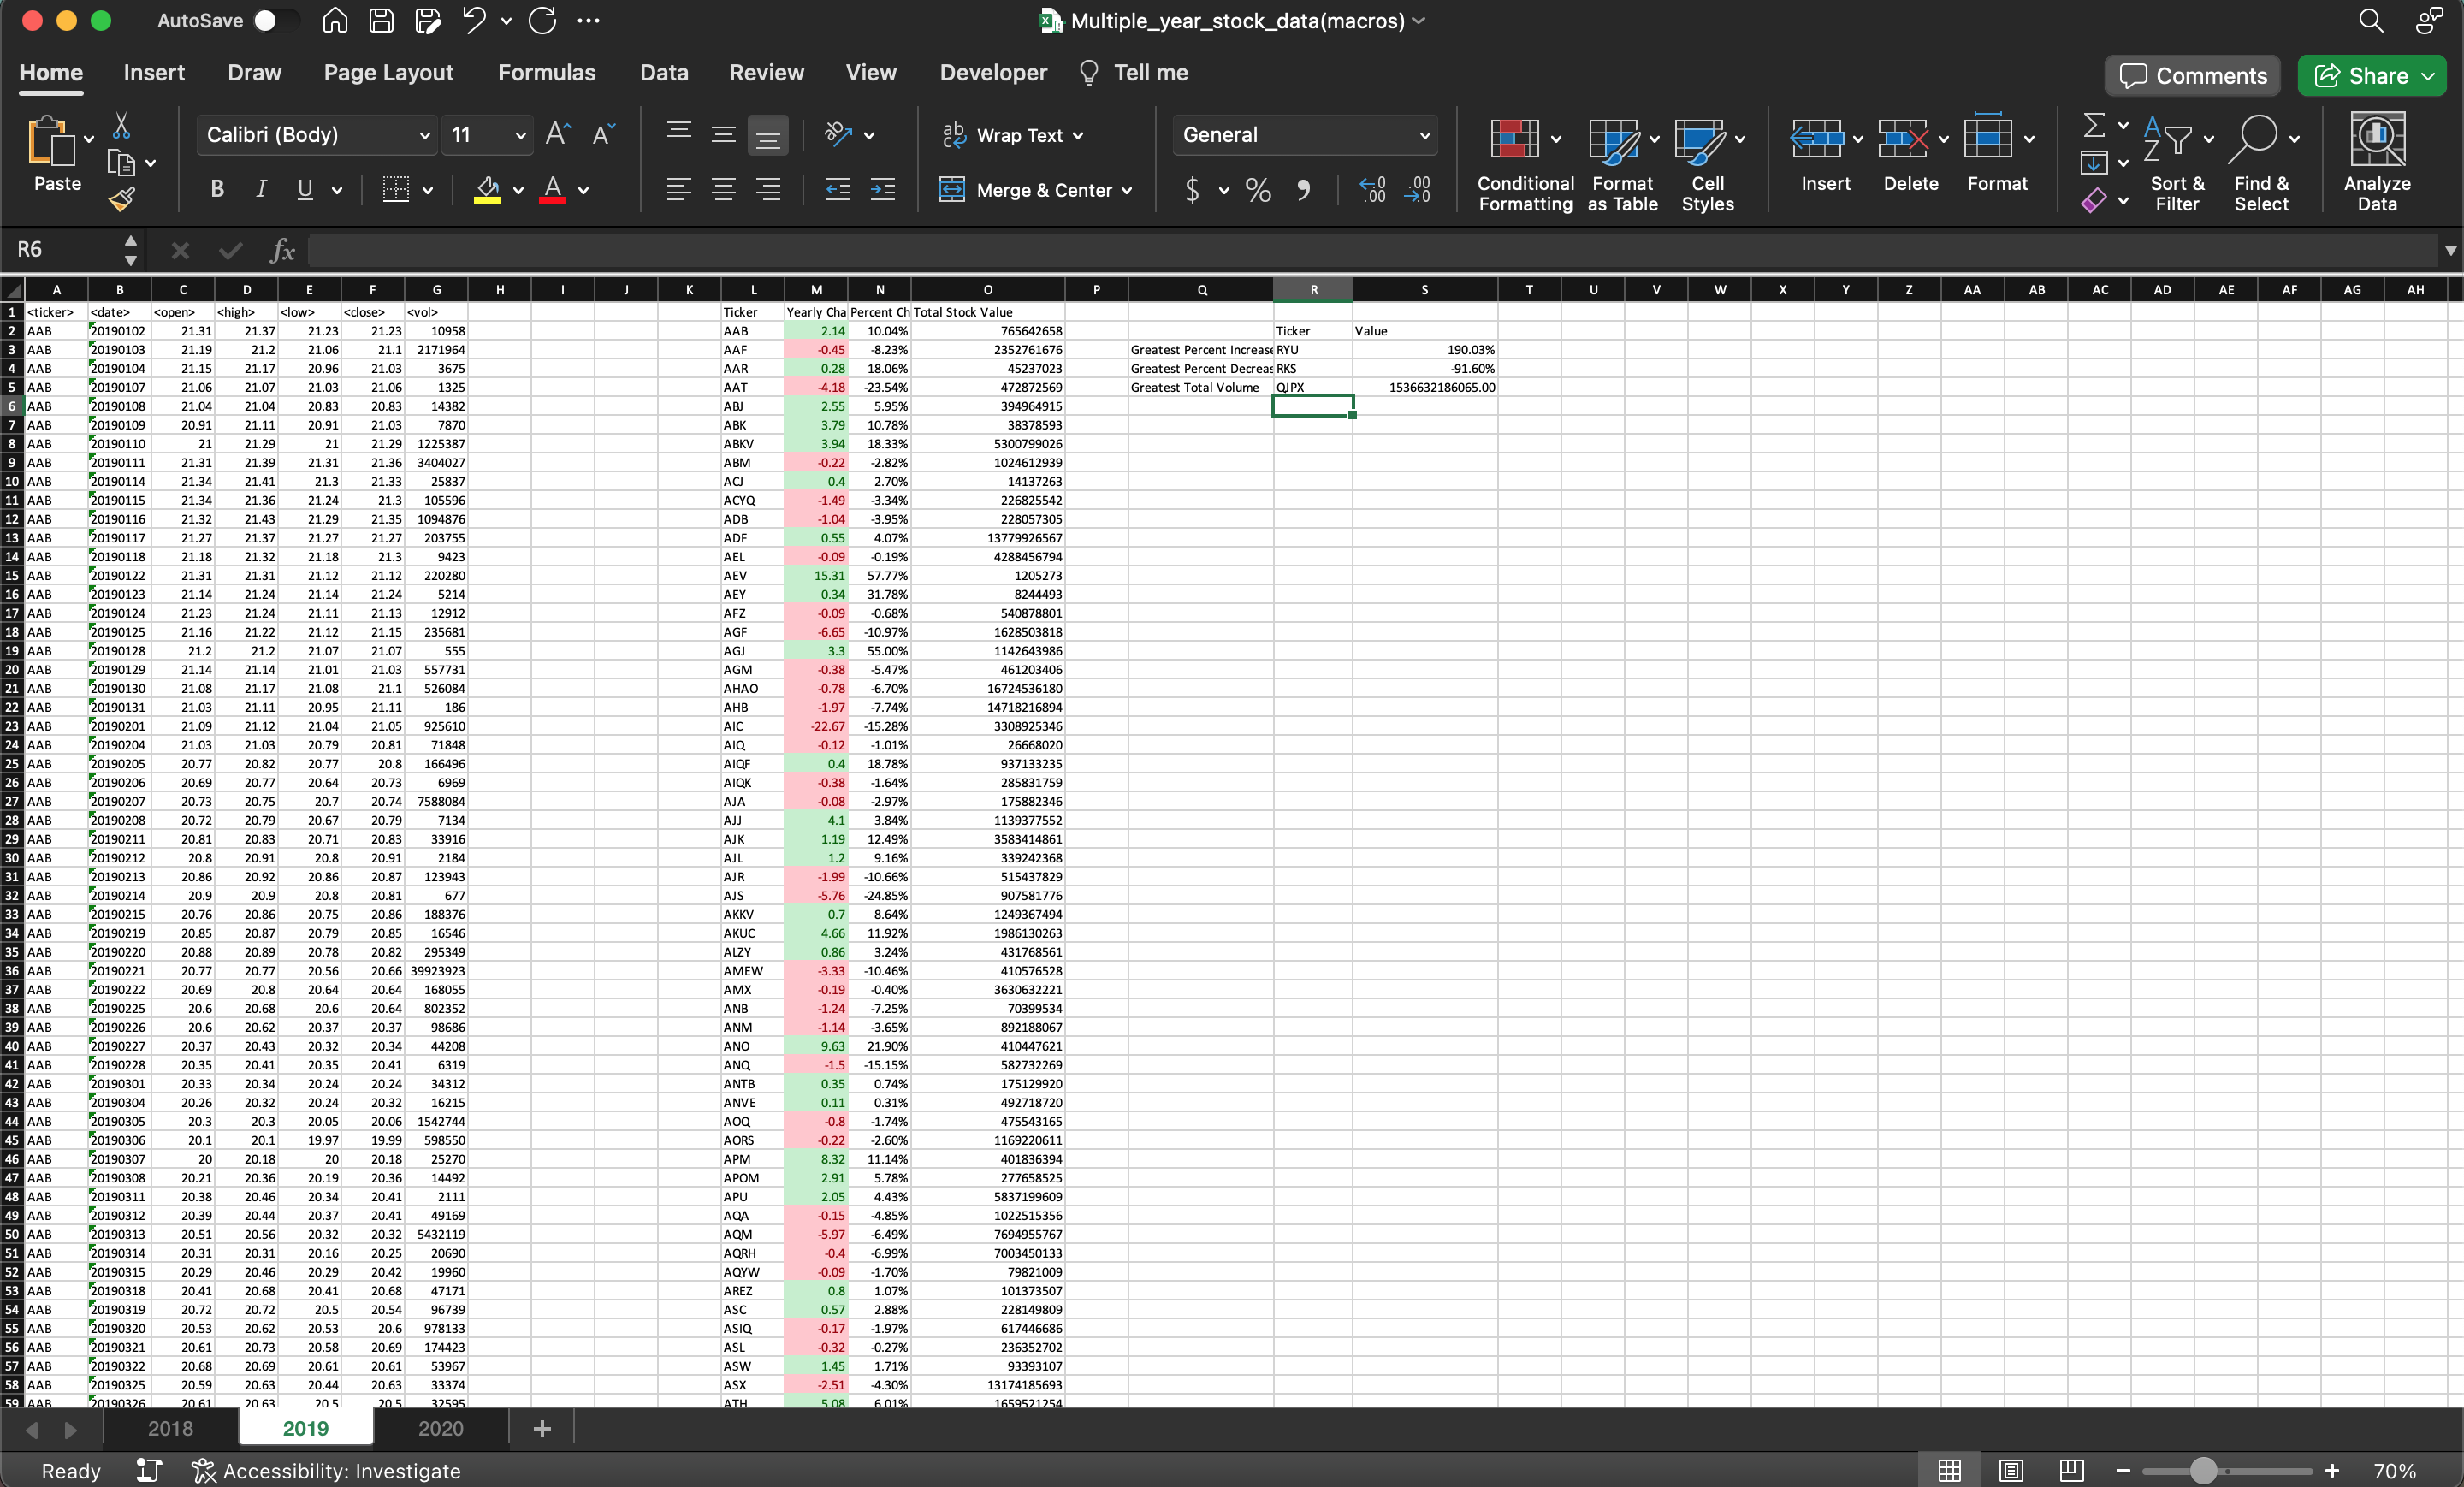 AutoSave Multiple_year_stock_data(macros)
Home Insert Draw Page Layout Formulas Data Review View Developer Tell me Comments Share
Calibri (Body) 11 A A ab Wrap Text General
Paste B I U A Merge & Center $ % 9 .00 .00 Conditional Formatting Format as Table Cell Styles Insert Delete Format Sort & Filter Find & Select Analyze Data
R6 fx
A B C D E F G H I J K L M N O P Q R S T U V W X Y Z AA AB AC AD AE AF AG AH
1 <ticker> <date> <open> <high> <low> <close> <vol> Ticker Yearly Cha Percent Ch Total Stock Value
2 AAB 20190102 21.31 21.37 21.23 21.23 10958 AAB 2.14 10.04% 765642658 Ticker Value
3 AAB 20190103 21.19 21.2 21.06 21.1 2171964 AAF -0.45 -8.23% 2352761676 Greatest Percent Increase RYU 190.03%
4 AAB 20190104 21.15 21.17 20.96 21.03 3675 AAR 0.28 18.06% 45237023 Greatest Percent Decreas RKS -91.60%
5 AAB 20190107 21.06 21.07 21.03 21.06 1325 AAT -4.18 -23.54% 472872569 Greatest Total Volume QJPX 1536632186065.00
6 AAB 20190108 21.04 21.04 20.83 20.83 14382 ABJ 2.55 5.95% 394964915
7 AAB 20190109 20.91 21.11 20.91 21.03 7870 ABK 3.79 10.78% 38378593
8 AAB 20190110 21 21.29 21 21.29 1225387 ABKV 3.94 18.33% 5300799026
9 AAB 20190111 21.31 21.39 21.31 21.36 3404027 ABM -0.22 -2.82% 1024612939
10 AAB 20190114 21.34 21.41 21.3 21.33 25837 ACJ 0.4 2.70% 14137263
11 AAB 20190115 21.34 21.36 21.24 21.3 105596 ACYQ -1.49 -3.34% 226825542
12 AAB 20190116 21.32 21.43 21.29 21.35 1094876 ADB -1.04 -3.95% 228057305
13 AAB 20190117 21.27 21.37 21.27 21.27 203755 ADF 0.55 4.07% 13779926567
14 AAB 20190118 21.18 21.32 21.18 21.3 9423 AEL -0.09 -0.19% 4288456794
15 AAB 20190122 21.31 21.31 21.12 21.12 220280 AEV 15.31 57.77% 1205273
16 AAB 20190123 21.14 21.24 21.14 21.24 5214 AEY 0.34 31.78% 8244493
17 AAB 20190124 21.23 21.24 21.11 21.13 12912 AFZ -0.09 -0.68% 540878801
18 AAB 20190125 21.16 21.22 21.12 21.15 235681 AGF -6.65 -10.97% 1628503818
19 AAB 20190128 21.2 21.2 21.07 21.07 555 AGJ 3.3 55.00% 1142643986
20 AAB 20190129 21.14 21.14 21.01 21.03 557731 AGM -0.38 -5.47% 461203406
21 AAB 20190130 21.08 21.17 21.08 21.1 526084 AHAO -0.78 -6.70% 16724536180
22 AAB 20190131 21.03 21.11 20.95 21.11 186 AHB -1.97 -7.74% 14718216894
23 AAB 20190201 21.09 21.12 21.04 21.05 925610 AIC -22.67 -15.28% 3308925346
24 AAB 20190204 21.03 21.03 20.79 20.81 71848 AIQ -0.12 -1.01% 26668020
25 AAB 20190205 20.77 20.82 20.77 20.8 166496 AIQF 0.4 18.78% 937133235
26 AAB 20190206 20.69 20.77 20.64 20.73 6969 AIQK -0.38 -1.64% 285831759
27 AAB 20190207 20.73 20.75 20.7 20.74 7588084 AJA -0.08 -2.97% 175882346
28 AAB 20190208 20.72 20.79 20.67 20.79 7134 AJJ 4.1 3.84% 1139377552
29 AAB 20190211 20.81 20.83 20.71 20.83 33916 AJK 1.19 12.49% 3583414861
30 AAB 20190212 20.8 20.91 20.8 20.91 2184 AJL 1.2 9.16% 339242368
31 AAB 20190213 20.86 20.92 20.86 20.87 123943 AJR -1.99 -10.66% 515437829
32 AAB 20190214 20.9 20.9 20.8 20.81 677 AJS -5.76 -24.85% 907581776
33 AAB 20190215 20.76 20.86 20.75 20.86 188376 AKKV 0.7 8.64% 1249367494
34 AAB 20190219 20.85 20.87 20.79 20.85 16546 AKUC 4.66 11.92% 1986130263
35 AAB 20190220 20.88 20.89 20.78 20.82 295349 ALZY 0.86 3.24% 431768561
36 AAB 20190221 20.77 20.77 20.56 20.66 39923923 AMEW -3.33 -10.46% 410576528
37 AAB 20190222 20.69 20.8 20.64 20.64 168055 AMX -0.19 -0.40% 3630632221
38 AAB 20190225 20.6 20.68 20.6 20.64 802352 ANB -1.24 -7.25% 70399534
39 AAB 20190226 20.6 20.62 20.37 20.37 98686 ANM -1.14 -3.65% 892188067
40 AAB 20190227 20.37 20.43 20.32 20.34 44208 ANO 9.63 21.90% 410447621
41 AAB 20190228 20.35 20.41 20.35 20.41 6319 ANQ -1.5 -15.15% 582732269
42 AAB 20190301 20.33 20.34 20.24 20.24 34312 ANTB 0.35 0.74% 175129920
43 AAB 20190304 20.26 20.32 20.24 20.32 16215 ANVE 0.11 0.31% 492718720
44 AAB 20190305 20.3 20.3 20.05 20.06 1542744 AOQ -0.8 -1.74% 475543165
45 AAB 20190306 20.1 20.1 19.97 19.99 598550 AORS -0.22 -2.60% 1169220611
46 AAB 20190307 20 20.18 20 20.18 25270 APM 8.32 11.14% 401836394
47 AAB 20190308 20.21 20.36 20.19 20.36 14492 APOM 2.91 5.78% 277658525
48 AAB 20190311 20.38 20.46 20.34 20.41 2111 APU 2.05 4.43% 5837199609
49 AAB 20190312 20.39 20.44 20.37 20.41 49169 AQA -0.15 -4.85% 1022515356
50 AAB 20190313 20.51 20.56 20.32 20.32 5432119 AQM -5.97 -6.49% 7694955767
51 AAB 20190314 20.31 20.31 20.16 20.25 20690 AQRH -0.4 -6.99% 7003450133
52 AAB 20190315 20.29 20.46 20.29 20.42 19960 AQYW -0.09 -1.70% 79821009
53 AAB 20190318 20.41 20.68 20.41 20.68 47171 AREZ 0.8 1.07% 101373507
54 AAB 20190319 20.72 20.72 20.5 20.54 96739 ASC 0.57 2.88% 228149809
55 AAB 20190320 20.53 20.62 20.53 20.6 978133 ASIQ -0.17 -1.97% 617446686
56 AAB 20190321 20.61 20.73 20.58 20.69 174423 ASL -0.32 -0.27% 236352702
57 AAB 20190322 20.68 20.69 20.61 20.61 53967 ASW 1.45 1.71% 93393107
58 AAB 20190325 20.59 20.63 20.44 20.63 33374 ASX -2.51 -4.30% 13174185693
59 AAB 20190326 20.61 20.63 20.5 20.5 32595 ATH 5.08 6.01% 1659521254
2018 2019 2020 +
Ready Accessibility: Investigate 70%